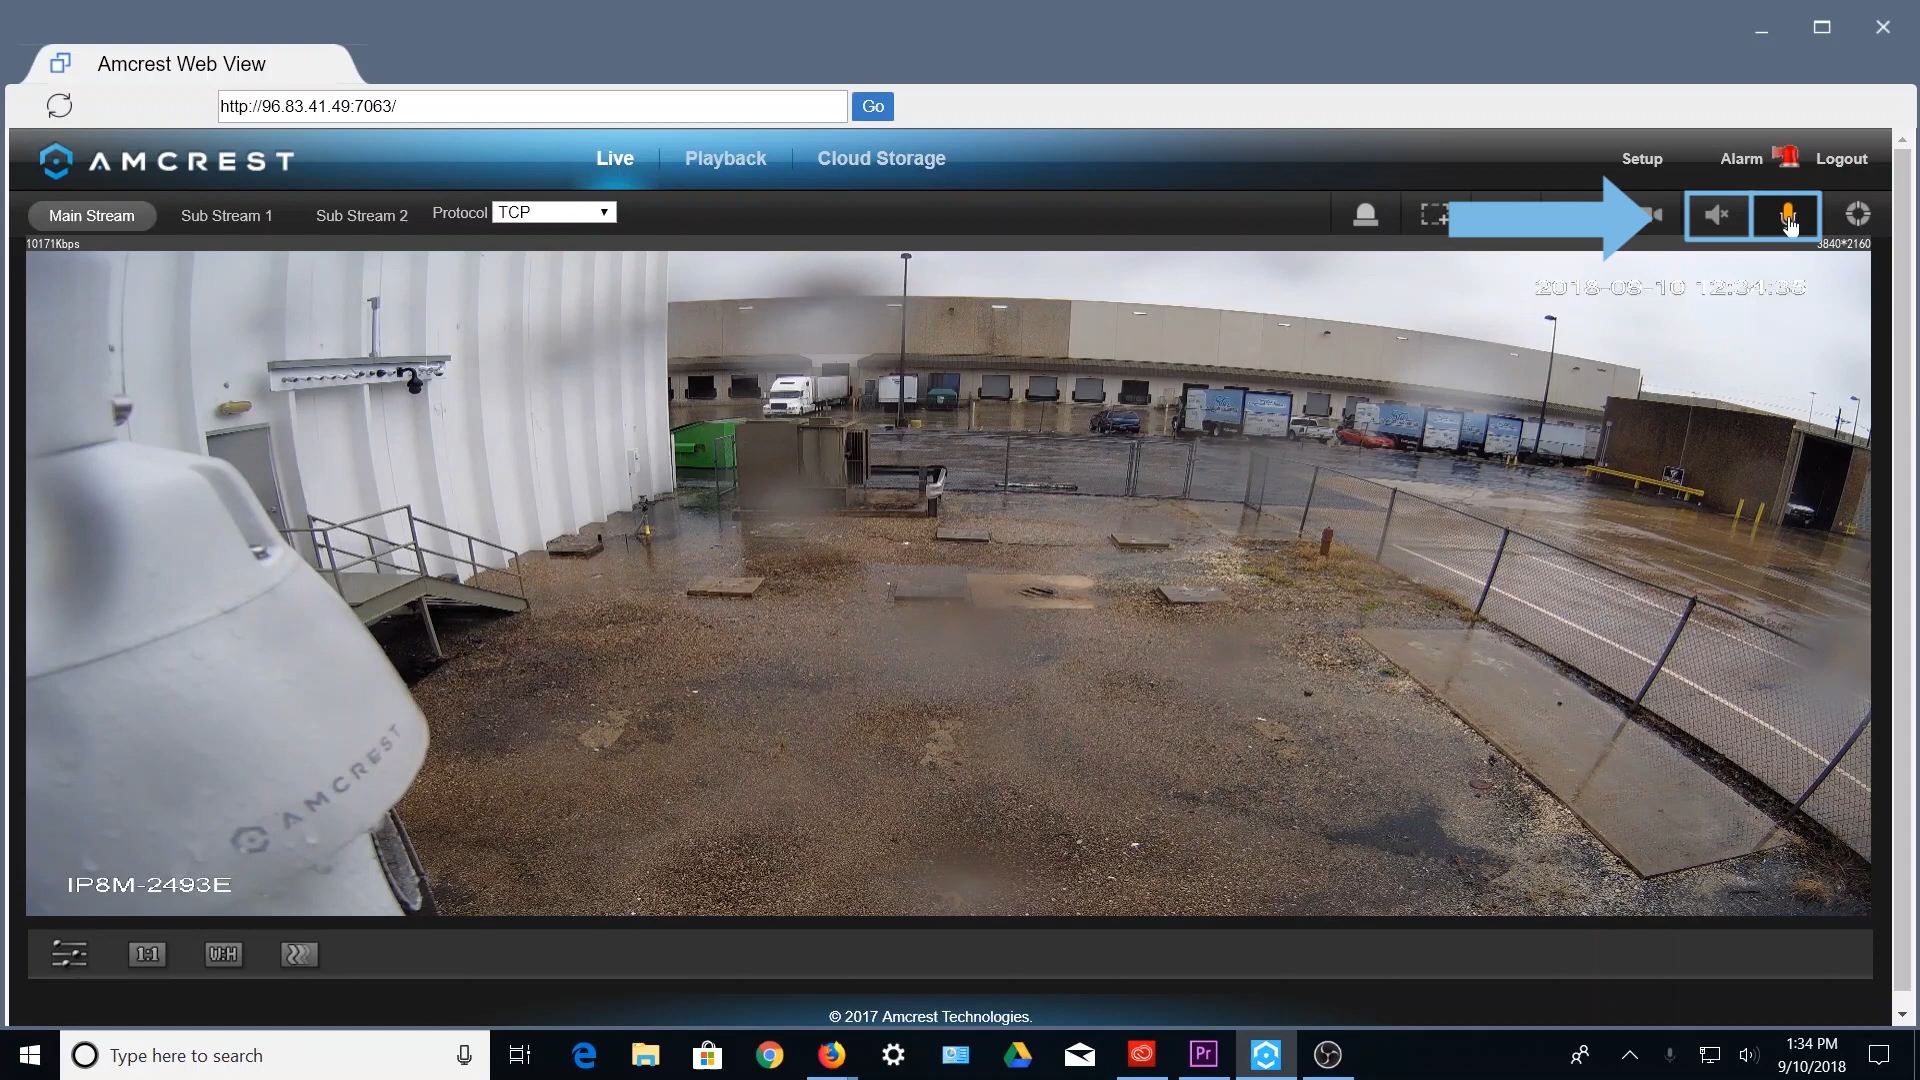 Amcrest Web View
http://96.83.41.49:7063/
Go
AMCREST
Live
Playback
Cloud Storage
Setup
Alarm
Logout
Main Stream
Sub Stream 1
Sub Stream 2
Protocol
TCP
10171Kbps
3840*2160
AMCREST
IP8M-2493E
1:1
W:H
© 2017 Amcrest Technologies.
Type here to search
Pr
1:34 PM
9/10/2018